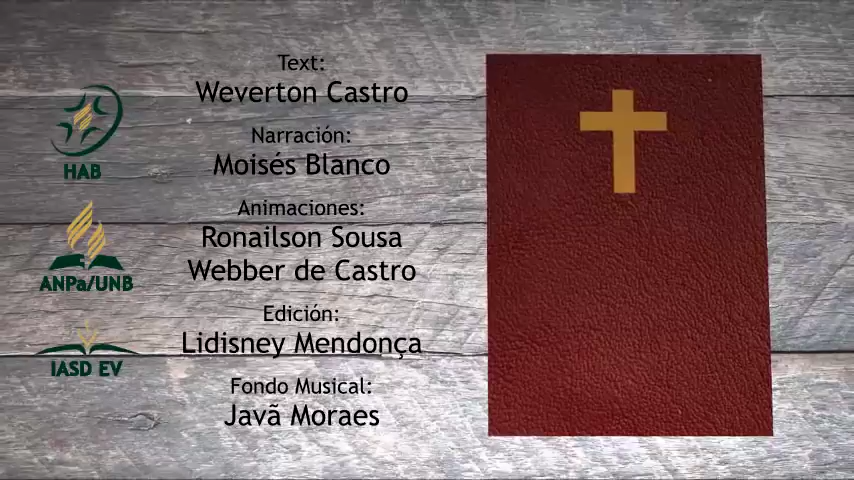 Text:
Weverton Castro
Narración:
Moisés Blanco
Animaciones:
Ronailson Sousa
Webber de Castro
Edición:
Lidisney Mendonça
Fondo Musical:
Javã Moraes
HAB
ANPa/UNB
IASD EV